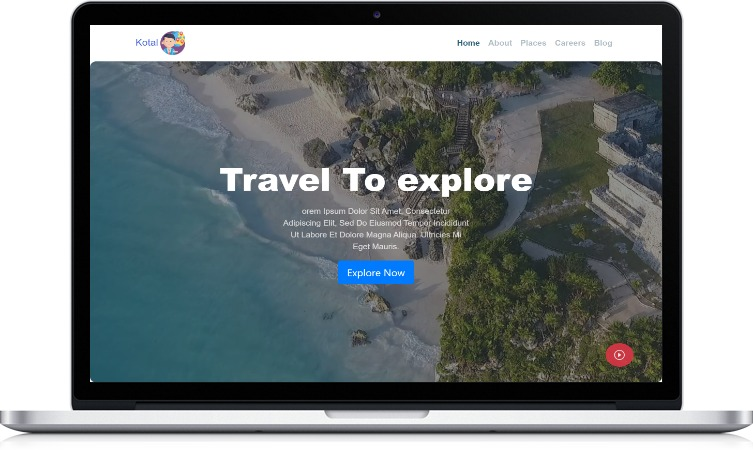 Kotal
Home About Places Careers Blog
Travel To explore
orem Ipsum Dolor Sit Amet, Consectetur
Adipiscing Elit, Sed Do Eiusmod Tempor Incididunt
Ut Labore Et Dolore Magna Aliqua. Ultricies Mi
Eget Mauris.
Explore Now